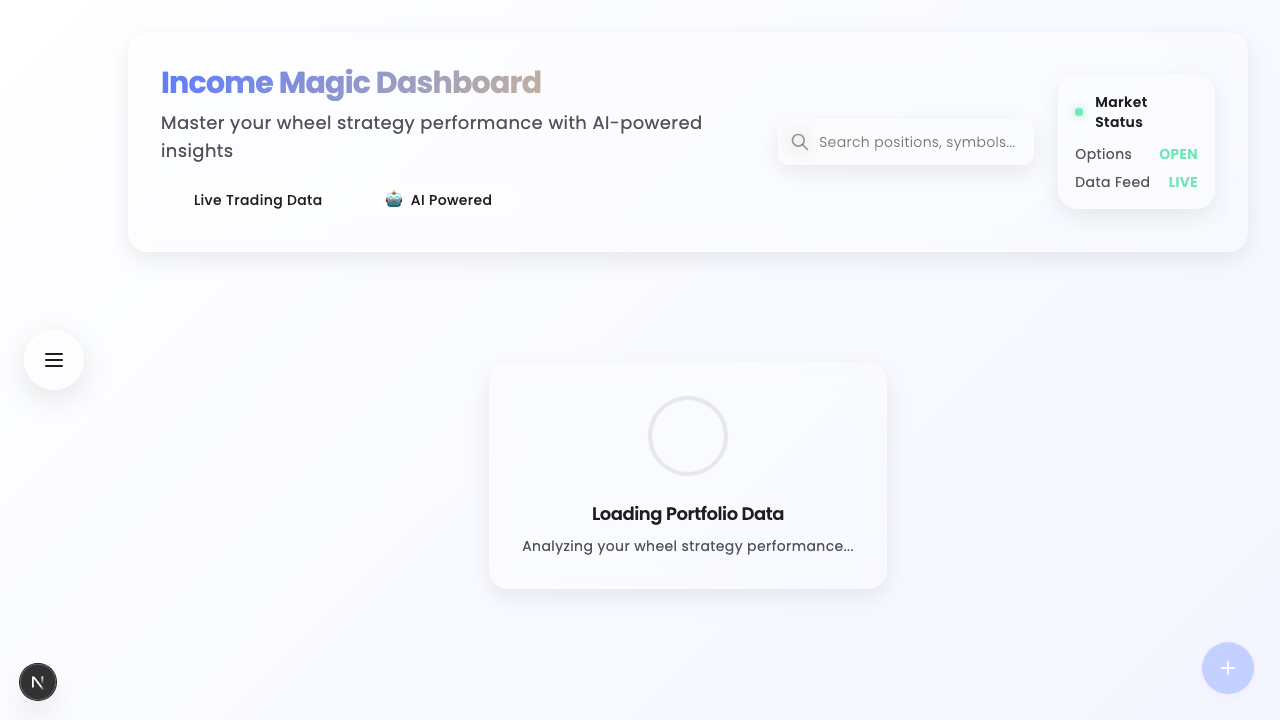 Income Magic Dashboard
Master your wheel strategy performance with AI-powered
insights
Live Trading Data
AI Powered
Search positions, symbols...
Market
Status
Options OPEN
Data Feed LIVE
Loading Portfolio Data
Analyzing your wheel strategy performance...
N